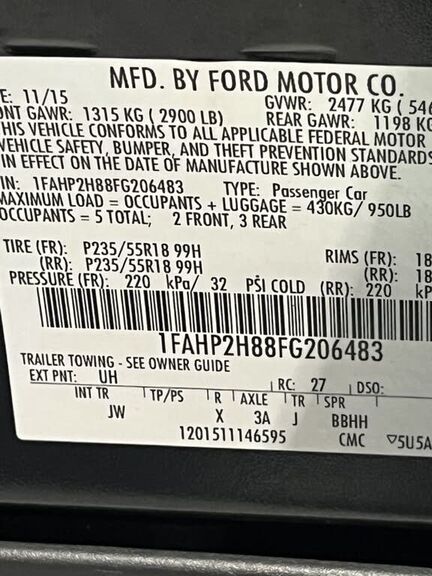 MFD. BY FORD MOTOR CO.
E: 11/15 GVWR: 2477 KG (546
ONT GAWR: 1315 KG ( 2900 LB) REAR GAWR: 1198 KG
THIS VEHICLE CONFORMS TO ALL APPLICABLE FEDERAL MOTOR
VEHICLE SAFETY, BUMPER, AND THEFT PREVENTION STANDARDS
IN EFFECT ON THE DATE OF MANUFACTURE SHOWN ABOVE.
IN: 1FAHP2H88FG206483 TYPE: Passenger Car
MAXIMUM LOAD = OCCUPANTS + LUGGAGE = 430KG/ 950LB
OCCUPANTS = 5 TOTAL; 2 FRONT, 3 REAR
TIRE (FR): P235/55R18 99H RIMS (FR): 18
(RR): P235/55R18 99H (RR): 18
PRESSURE (FR): 220 kPa/ 32 PSI COLD (RR): 220 kP
1FAHP2H88FG206483
TRAILER TOWING - SEE OWNER GUIDE
EXT PNT: UH RC: 27 DSO:
INT TR TP/PS R AXLE TR SPR
JW X 3A J BBHH
1201511146595 CMC ▽5U5A